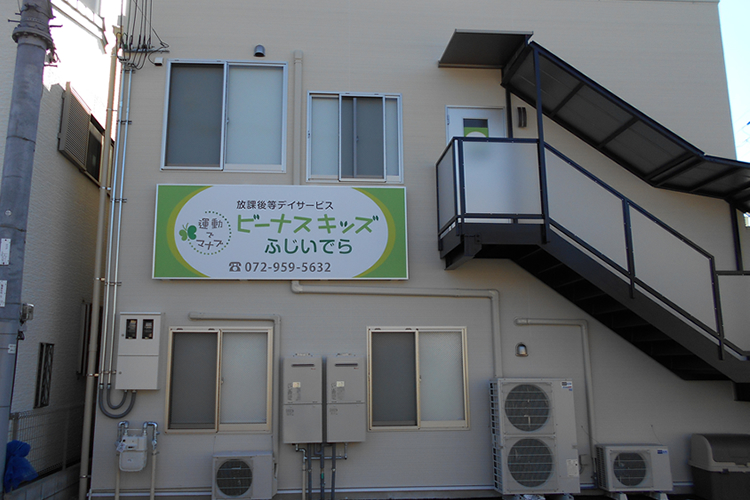 放課後等デイサービス
運動
で
マナブ
ビーナスキッズ
ふじいでら
☎072-959-5632